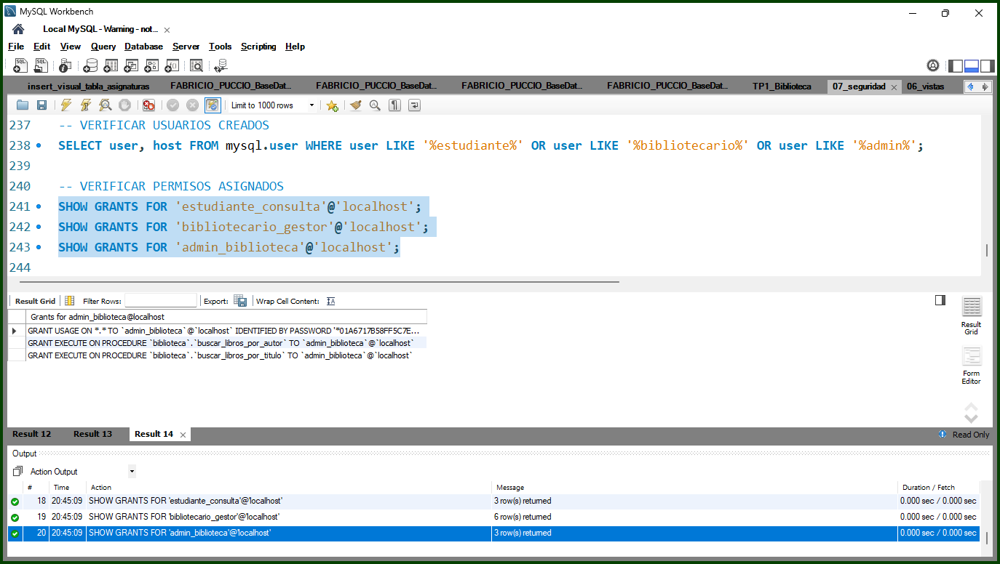 MySQL Workbench
Local MySQL - Warning - not...
File Edit View Query Database Server Tools Scripting Help
insert_visual_tabla_asignaturas FABRICIO_PUCCIO_BaseDat... FABRICIO_PUCCIO_BaseDat... FABRICIO_PUCCIO_BaseDat... FABRICIO_PUCCIO_BaseDat... TP1_Biblioteca 07_seguridad 06_vistas
Limit to 1000 rows
237 -- VERIFICAR USUARIOS CREADOS
238 SELECT user, host FROM mysql.user WHERE user LIKE '%estudiante%' OR user LIKE '%bibliotecario%' OR user LIKE '%admin%';
239
240 -- VERIFICAR PERMISOS ASIGNADOS
241 SHOW GRANTS FOR 'estudiante_consulta'@'localhost';
242 SHOW GRANTS FOR 'bibliotecario_gestor'@'localhost';
243 SHOW GRANTS FOR 'admin_biblioteca'@'localhost';
244
Result Grid Filter Rows: Export: Wrap Cell Content: IA
Grants for admin_biblioteca@localhost
GRANT USAGE ON *.* TO `admin_biblioteca`@`localhost` IDENTIFIED BY PASSWORD '*01A6717B58FF5C7E...
GRANT EXECUTE ON PROCEDURE `biblioteca`.`buscar_libros_por_autor` TO `admin_biblioteca`@`localhost`
GRANT EXECUTE ON PROCEDURE `biblioteca`.`buscar_libros_por_titulo` TO `admin_biblioteca`@`localhost`
Result
Grid
Form
Editor
Result 12 Result 13 Result 14 Read Only
Output
Action Output
# Time Action Message Duration / Fetch
18 20:45:09 SHOW GRANTS FOR 'estudiante_consulta'@'localhost' 3 row(s) returned 0.000 sec / 0.000 sec
19 20:45:09 SHOW GRANTS FOR 'bibliotecario_gestor'@'localhost' 6 row(s) returned 0.000 sec / 0.000 sec
20 20:45:09 SHOW GRANTS FOR 'admin_biblioteca'@'localhost' 3 row(s) returned 0.000 sec / 0.000 sec